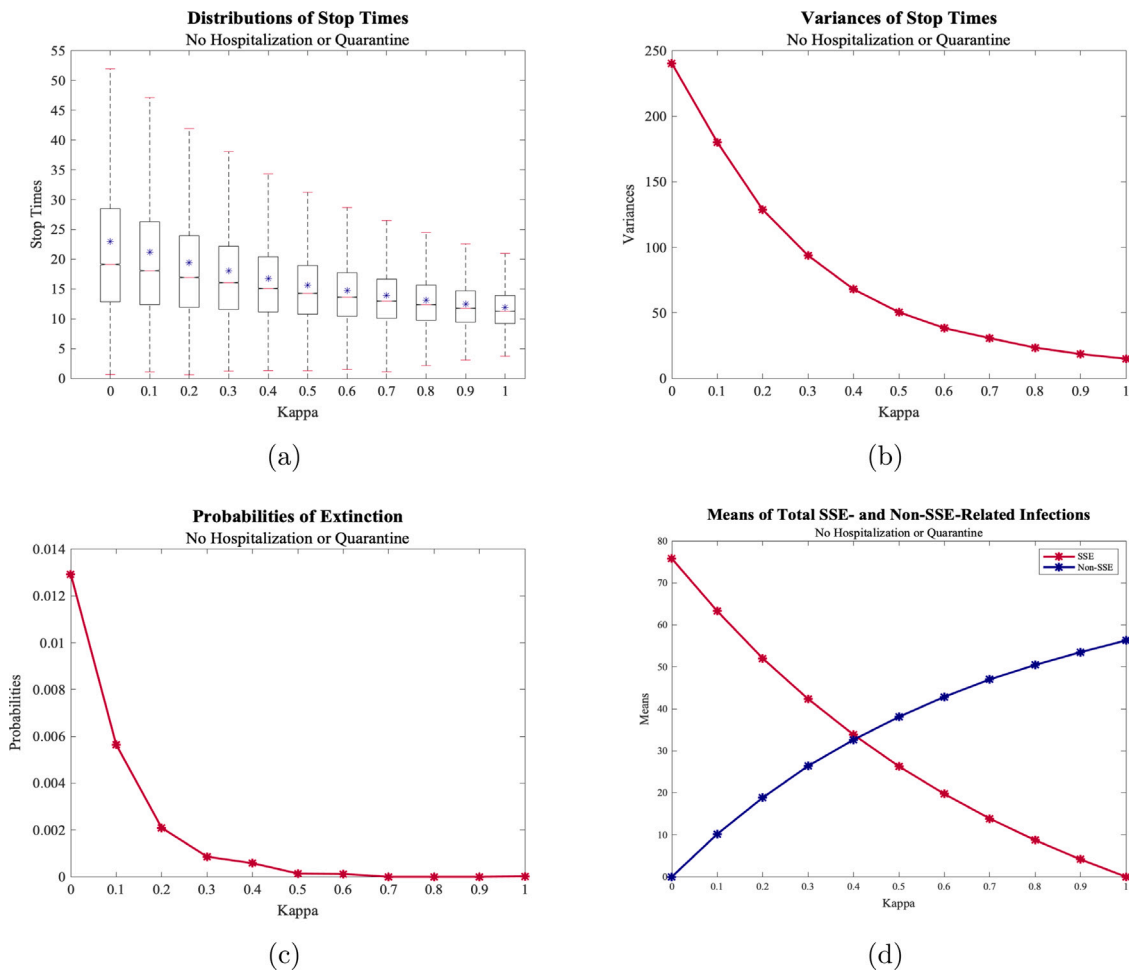 Distributions of Stop Times
No Hospitalization or Quarantine
55
50
45
40
35
30
25
20
15
10
5
0
Stop Times
0 0.1 0.2 0.3 0.4 0.5 0.6 0.7 0.8 0.9 1
Kappa
(a)
Variances of Stop Times
No Hospitalization or Quarantine
250
200
150
100
50
0
Variances
0 0.1 0.2 0.3 0.4 0.5 0.6 0.7 0.8 0.9 1
Kappa
(b)
Probabilities of Extinction
No Hospitalization or Quarantine
0.014
0.012
0.01
0.008
0.006
0.004
0.002
0
Probabilities
0 0.1 0.2 0.3 0.4 0.5 0.6 0.7 0.8 0.9 1
Kappa
(c)
Means of Total SSE- and Non-SSE-Related Infections
No Hospitalization or Quarantine
SSE
Non-SSE
80
70
60
50
40
30
20
10
0
Means
0 0.1 0.2 0.3 0.4 0.5 0.6 0.7 0.8 0.9 1
Kappa
(d)